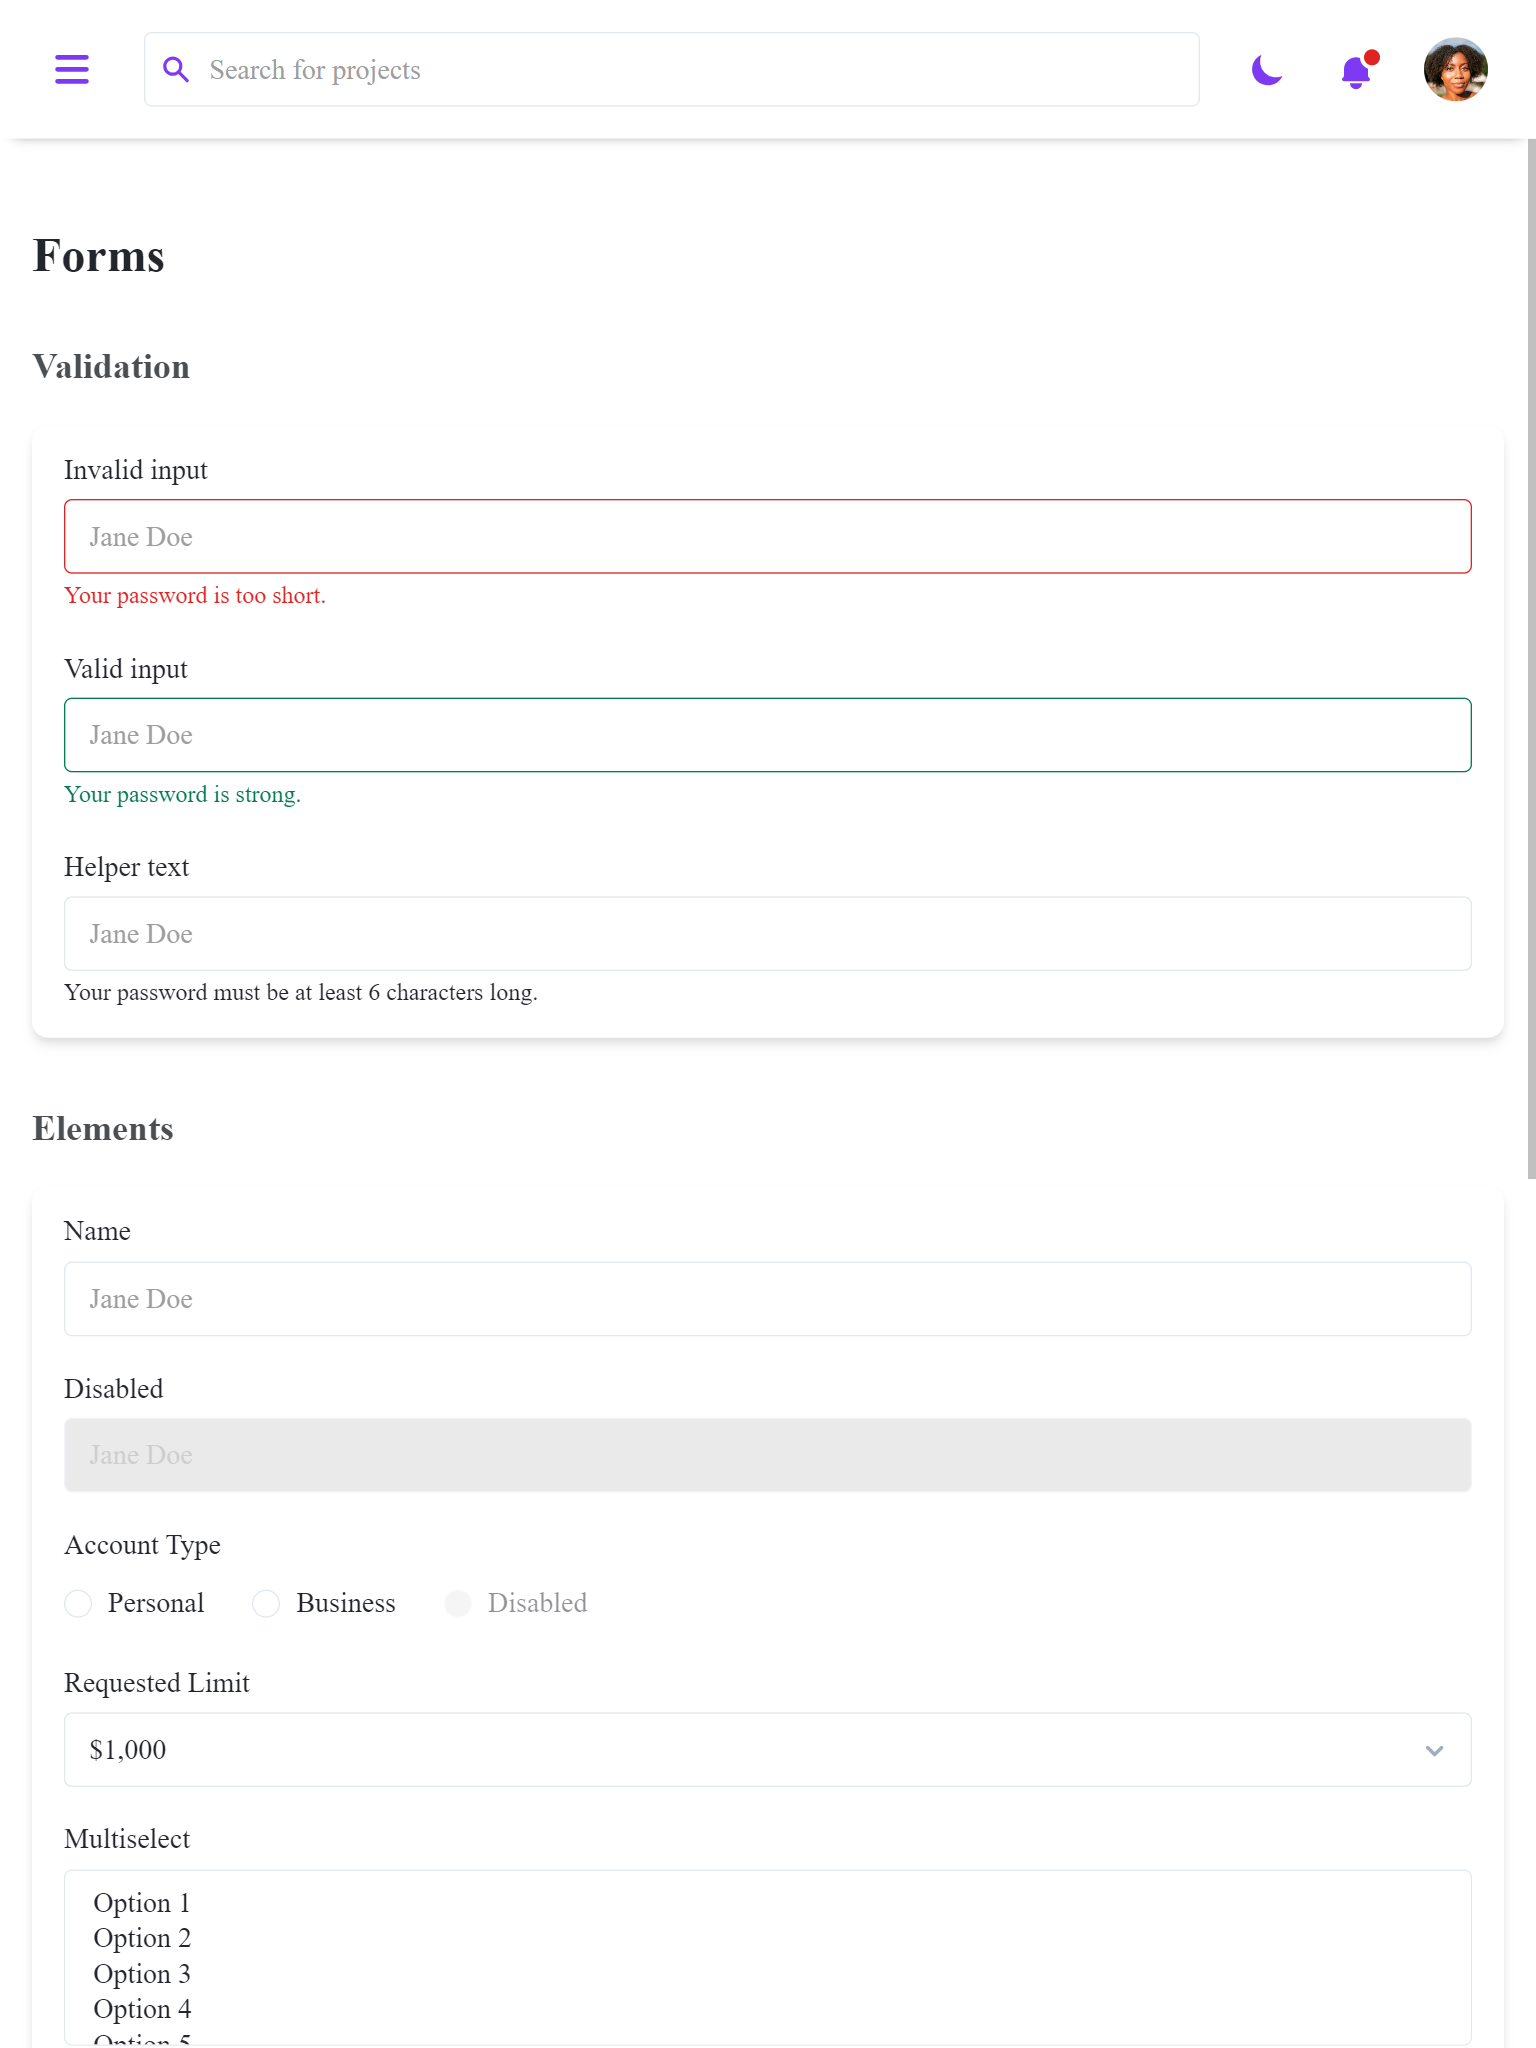 Search for projects
Forms
Validation
Invalid input
Jane Doe
Your password is too short.
Valid input
Jane Doe
Your password is strong.
Helper text
Jane Doe
Your password must be at least 6 characters long.
Elements
Name
Jane Doe
Disabled
Jane Doe
Account Type
Personal Business Disabled
Requested Limit
$1,000
Multiselect
Option 1
Option 2
Option 3
Option 4
Option 5